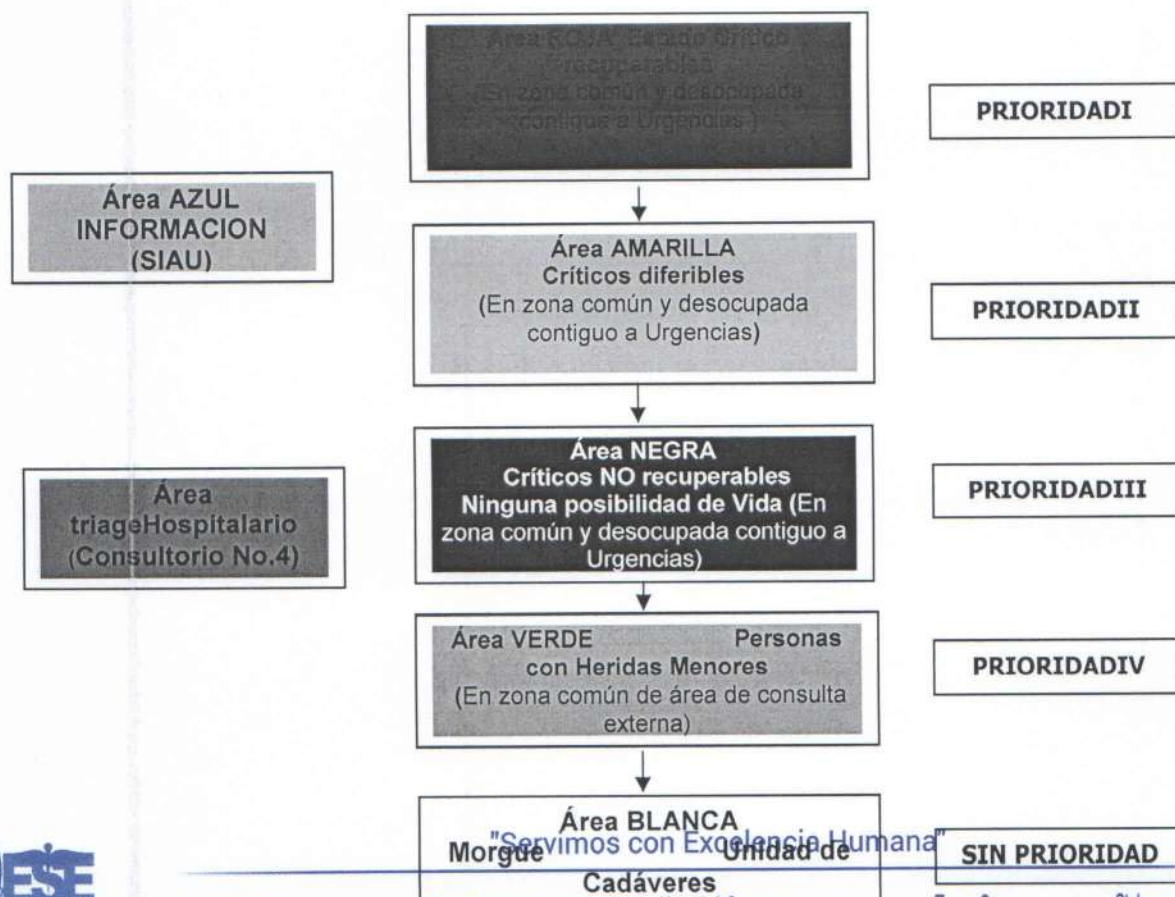 Área ROJA Estado Crítico
recuperables
(En zona común y desocupada
contigua a Urgencias )
PRIORIDADI
Área AZUL
INFORMACION
(SIAU)
Área AMARILLA
Críticos diferibles
(En zona común y desocupada
contiguo a Urgencias)
PRIORIDADII
Área
triageHospitalario
(Consultorio No.4)
Área NEGRA
Críticos NO recuperables
Ninguna posibilidad de Vida (En
zona común y desocupada contiguo a
Urgencias)
PRIORIDADIII
Área VERDE Personas
con Heridas Menores
(En zona común de área de consulta
externa)
PRIORIDADIV
Área BLANCA
Morgue Unidad de
Cadáveres
"Servimos con Excelencia Humana"
SIN PRIORIDAD
ESE